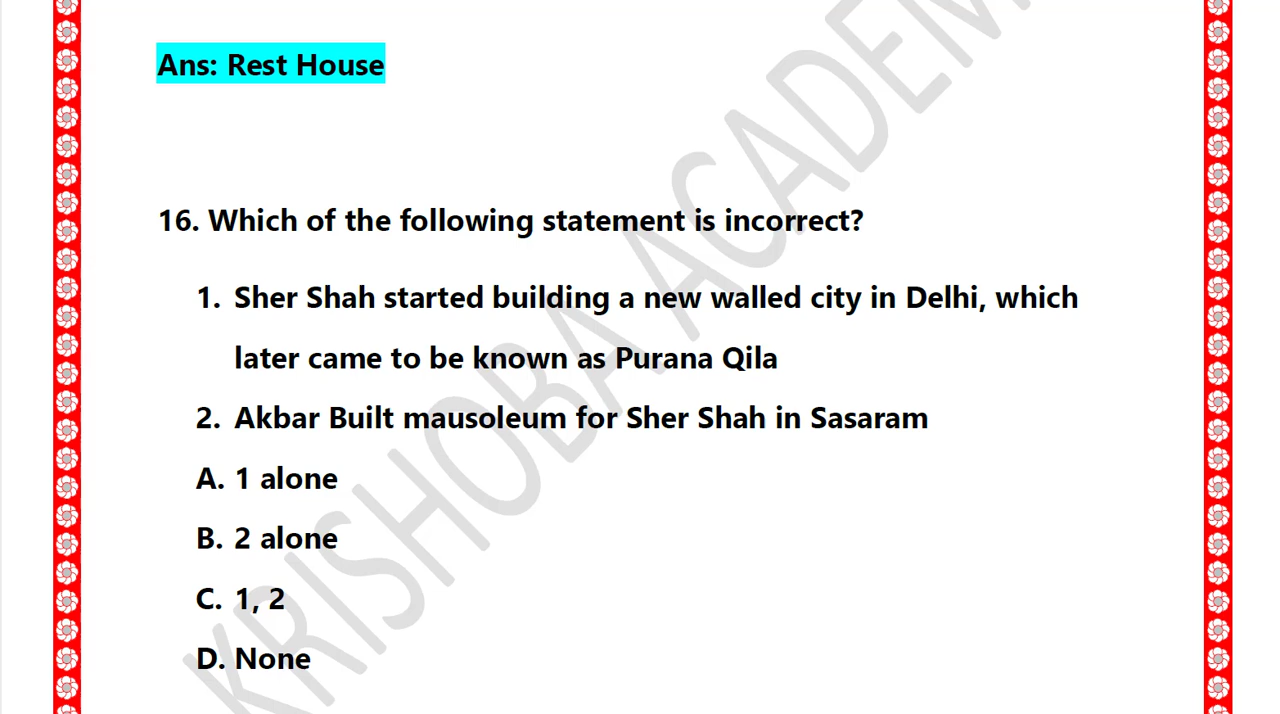 Ans: Rest House
16. Which of the following statement is incorrect?
1. Sher Shah started building a new walled city in Delhi, which
later came to be known as Purana Qila
2. Akbar Built mausoleum for Sher Shah in Sasaram
A. 1 alone
B. 2 alone
C. 1, 2
D. None
KRISHOBA ACADEM